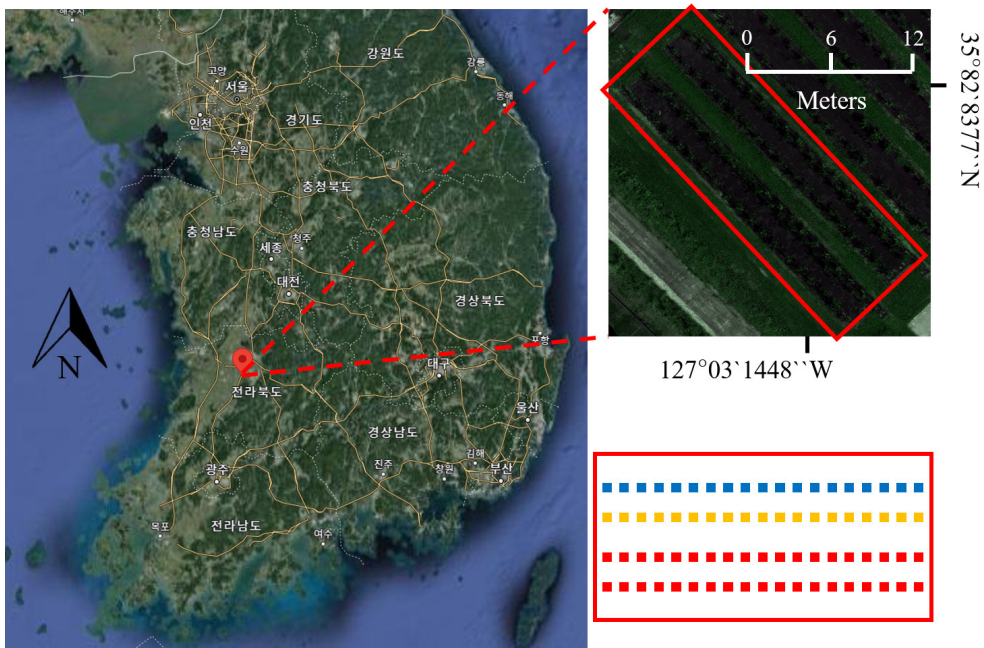 해주시
강원도
고양
강릉
서울
동해
인천
경기도
수원
충청북도
충청남도
세종
청주
대전
경상북도
포항
대구
전라북도
울산
경상남도
김해
광주
진주
창원
부산
목포
전라남도
여수
N
0 6 12
Meters
35°82`8377``N
127°03`1448``W